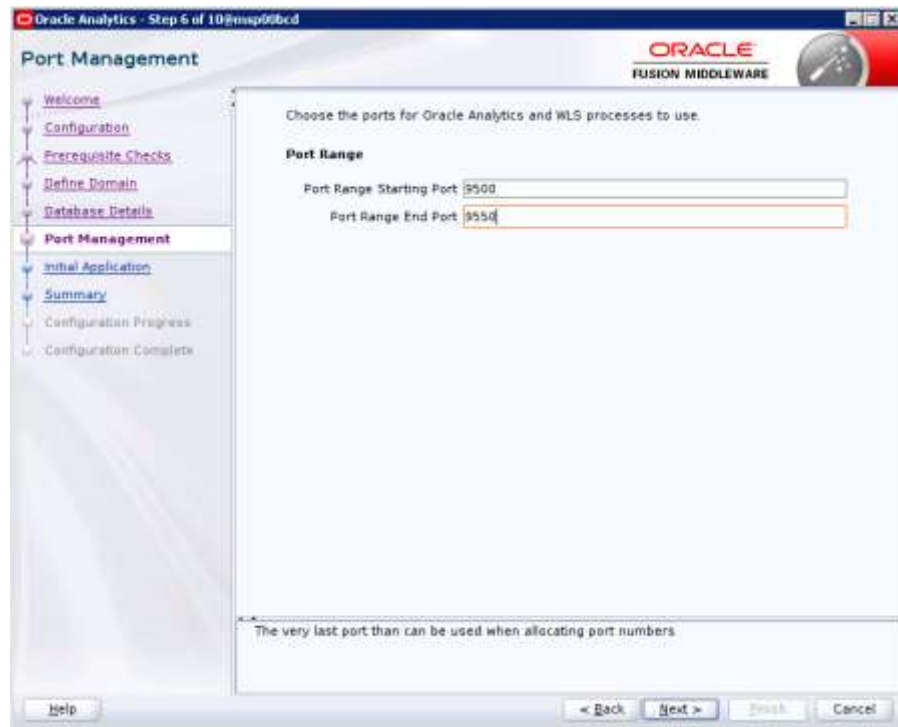 Oracle Analytics - Step 6 of 10@msp00bcd
Port Management
ORACLE
FUSION MIDDLEWARE
Welcome
Configuration
Prerequisite Checks
Define Domain
Database Details
Port Management
Initial Application
Summary
Configuration Progress
Configuration Complete
Choose the ports for Oracle Analytics and WLS processes to use.
Port Range
Port Range Starting Port 9500
Port Range End Port 9550
The very last port than can be used when allocating port numbers
Help
< Back
Next >
Finish
Cancel